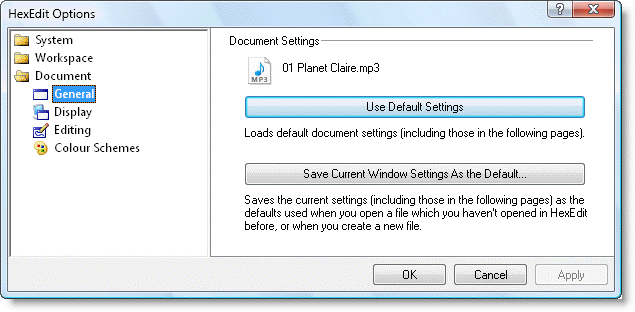 HexEdit Options
System
Workspace
Document
General
Display
Editing
Colour Schemes
Document Settings
MP3
01 Planet Claire.mp3
Use Default Settings
Loads default document settings (including those in the following pages).
Save Current Window Settings As the Default...
Saves the current settings (including those in the following pages) as the
defaults used when you open a file which you haven't opened in HexEdit
before, or when you create a new file.
OK
Cancel
Apply